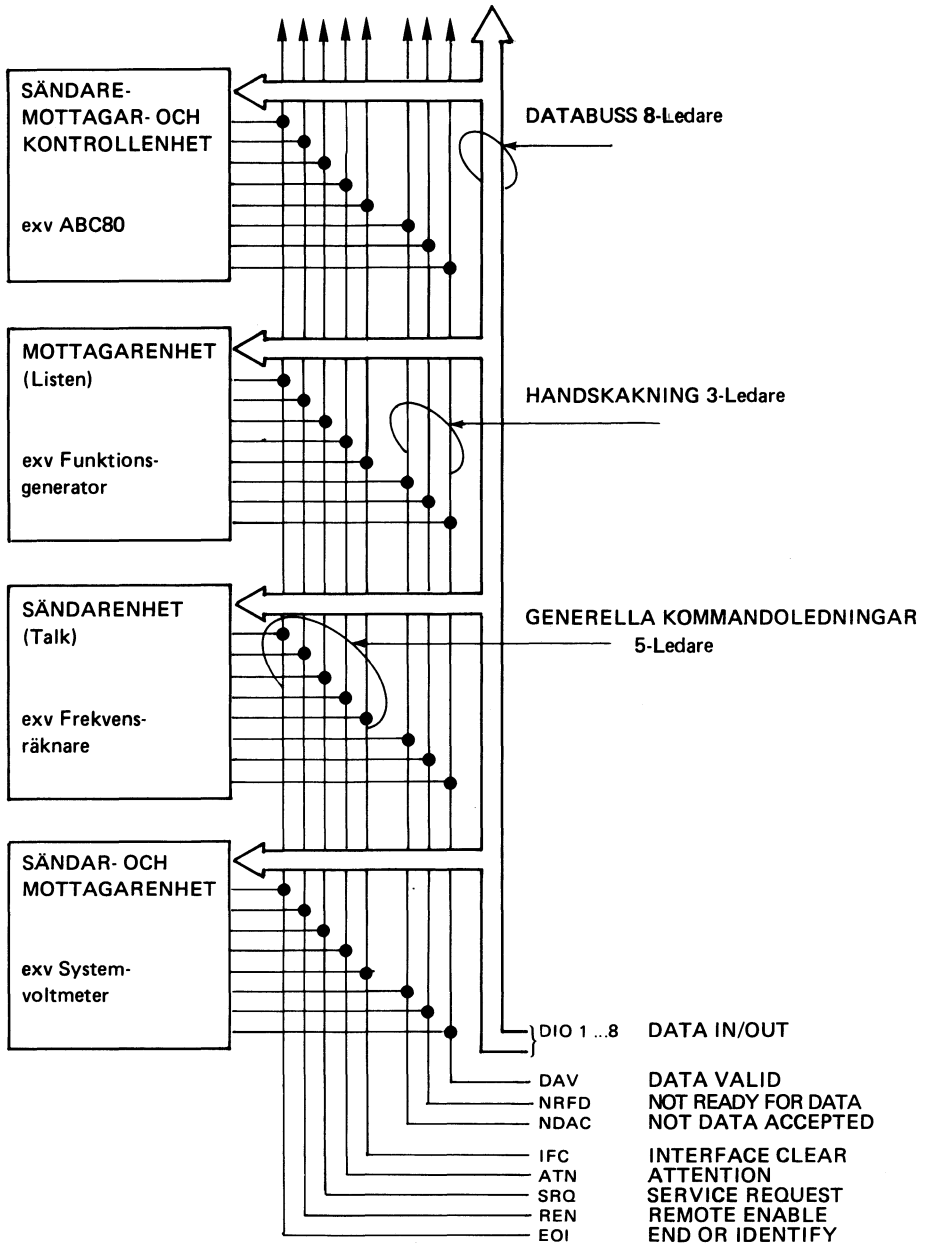 SÄNDARE-
MOTTAGAR- OCH
KONTROLLENHET
exv ABC80
DATABUSS 8-Ledare
MOTTAGARENHET
(Listen)
exv Funktions-
generator
HANDSKAKNING 3-Ledare
SÄNDARENHET
(Talk)
exv Frekvens-
räknare
GENERELLA KOMMANDOLEDNINGAR
5-Ledare
SÄNDAR- OCH
MOTTAGARENHET
exv System-
voltmeter
DIO 1 ...8 DATA IN/OUT
DAV DATA VALID
NRFD NOT READY FOR DATA
NDAC NOT DATA ACCEPTED
IFC INTERFACE CLEAR
ATN ATTENTION
SRQ SERVICE REQUEST
REN REMOTE ENABLE
EOI END OR IDENTIFY